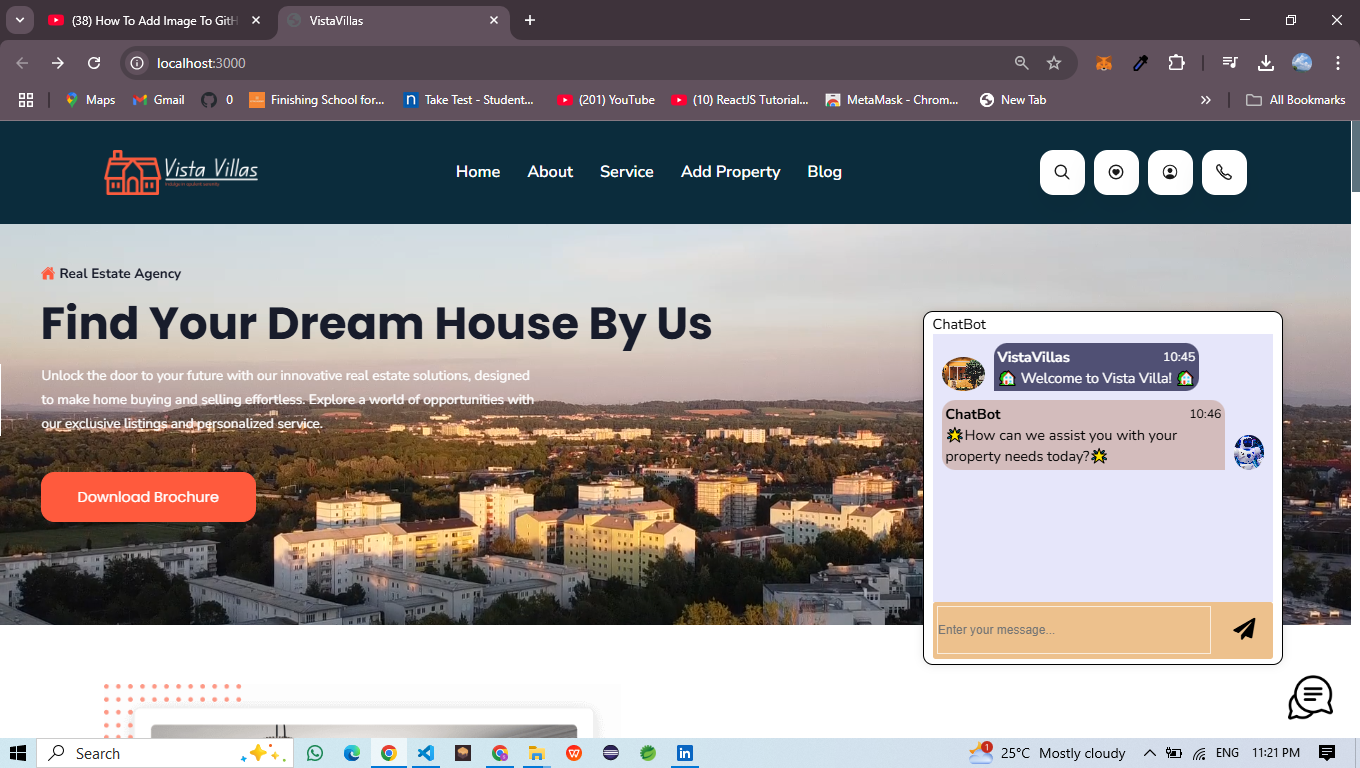 (38) How To Add Image To GitH
VistaVillas
localhost:3000
Maps
Gmail
0
Finishing School for...
Take Test - Student...
(201) YouTube
(10) ReactJS Tutorial...
MetaMask - Chrom...
New Tab
All Bookmarks
Vista Villas
Home
About
Service
Add Property
Blog
Real Estate Agency
Find Your Dream House By Us
Unlock the door to your future with our innovative real estate solutions, designed
to make home buying and selling effortless. Explore a world of opportunities with
our exclusive listings and personalized service.
Download Brochure
ChatBot
VistaVillas 10:45
Welcome to Vista Villa!
ChatBot 10:46
How can we assist you with your
property needs today?
Enter your message...
Search
1
25°C Mostly cloudy
ENG
11:21 PM